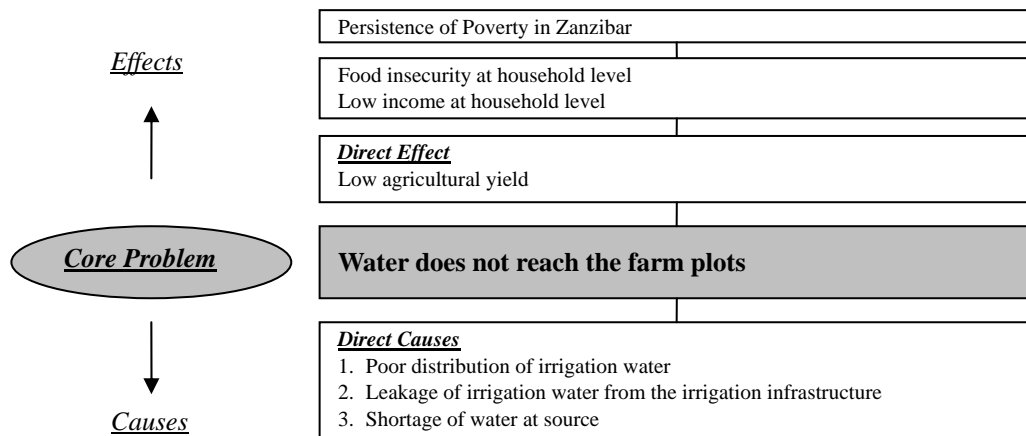 Persistence of Poverty in Zanzibar
Effects
Food insecurity at household level
Low income at household level
Direct Effect
Low agricultural yield
Core Problem
Water does not reach the farm plots
Direct Causes
1. Poor distribution of irrigation water
2. Leakage of irrigation water from the irrigation infrastructure
3. Shortage of water at source
Causes